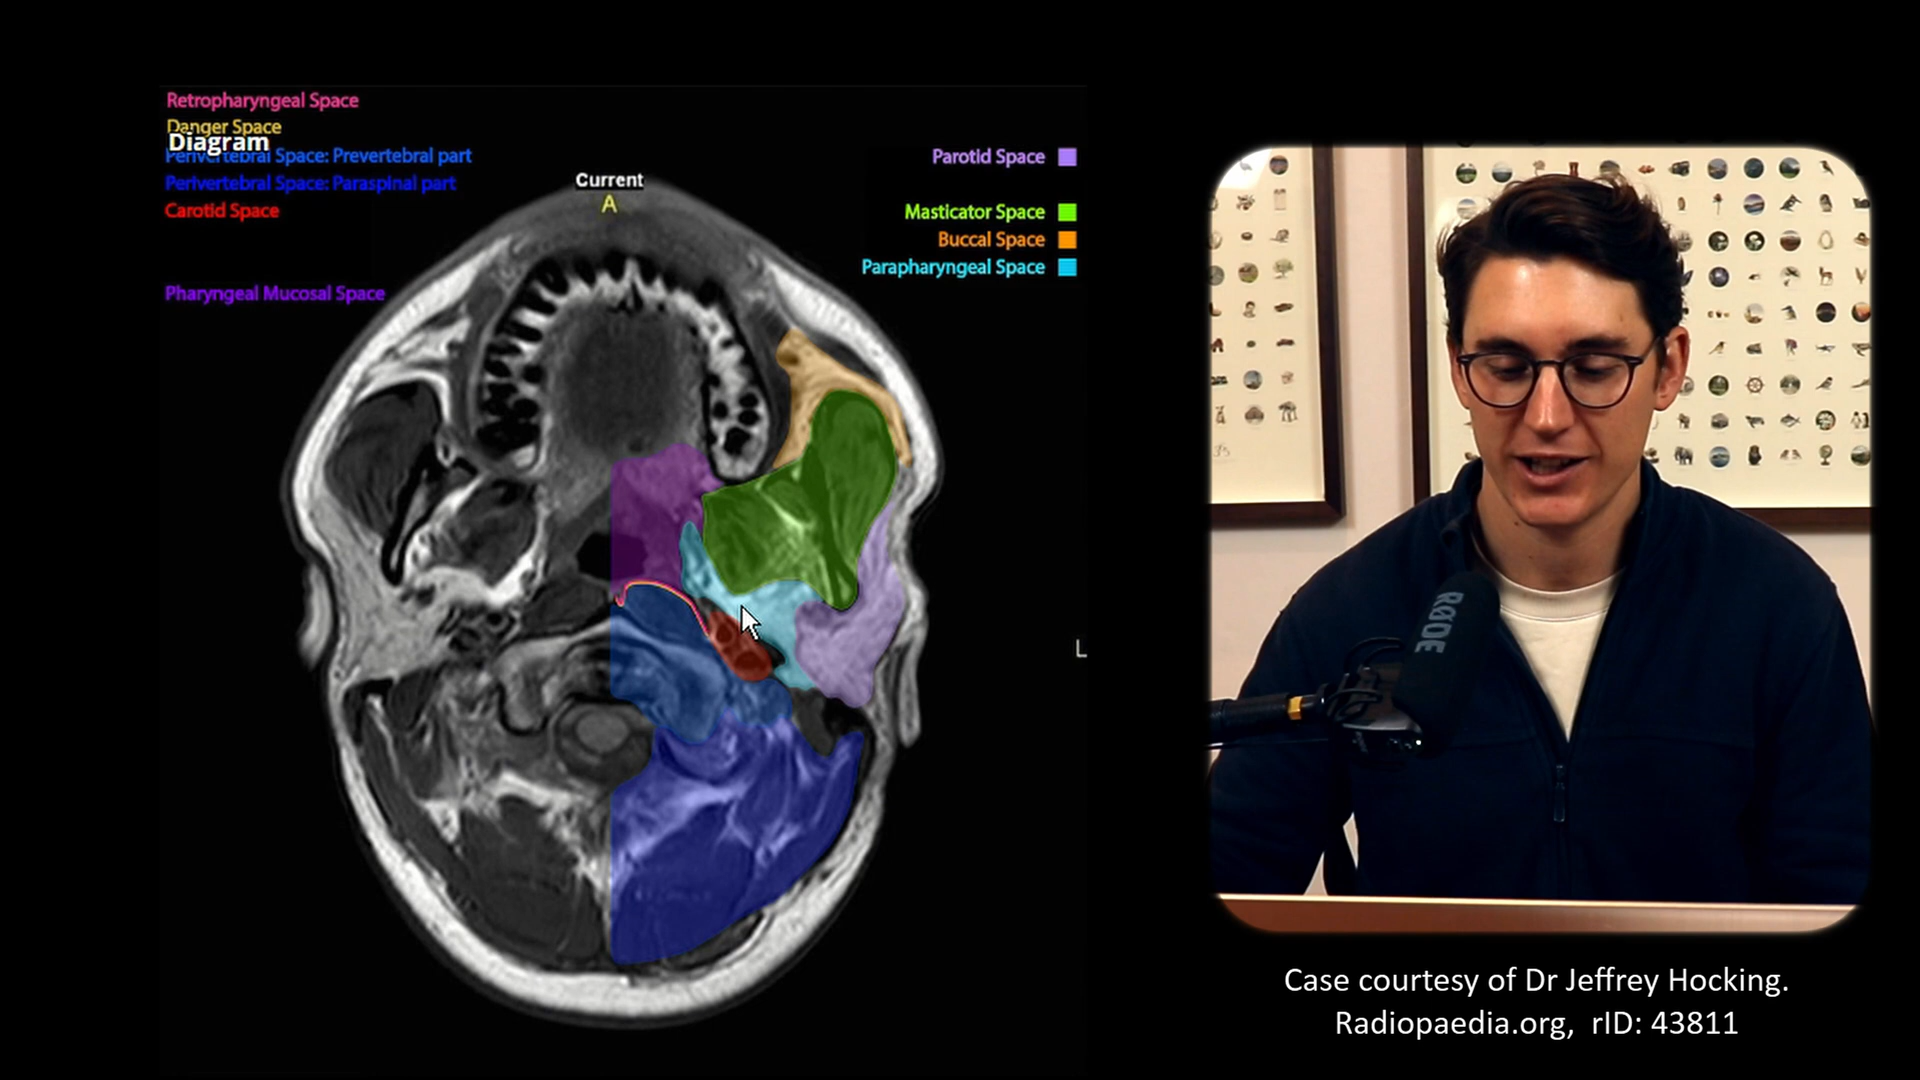 Retropharyngeal Space
Danger Space
Diagram
Perivertebral Space: Prevertebral part
Perivertebral Space: Paraspinal part
Carotid Space
Pharyngeal Mucosal Space
Current
A
Parotid Space
Masticator Space
Buccal Space
Parapharyngeal Space
L
RØDE
Case courtesy of Dr Jeffrey Hocking.
Radiopaedia.org, rID: 43811